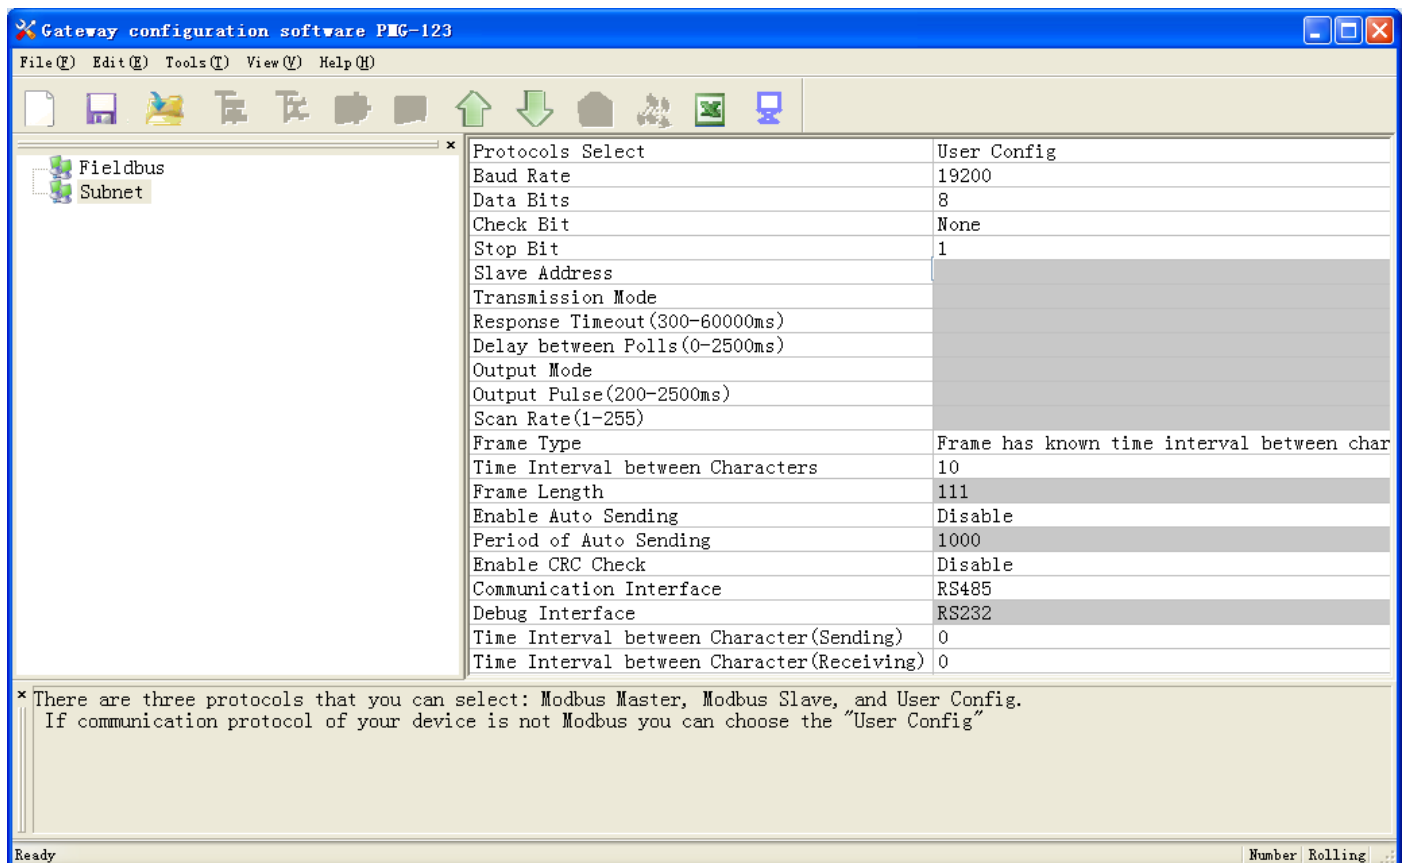 Gateway configuration software PMG-123
File(F) Edit(E) Tools(T) View(V) Help(H)
Fieldbus
Subnet
Protocols Select User Config
Baud Rate 19200
Data Bits 8
Check Bit None
Stop Bit 1
Slave Address
Transmission Mode
Response Timeout(300-60000ms)
Delay between Polls(0-2500ms)
Output Mode
Output Pulse(200-2500ms)
Scan Rate(1-255)
Frame Type Frame has known time interval between char
Time Interval between Characters 10
Frame Length 111
Enable Auto Sending Disable
Period of Auto Sending 1000
Enable CRC Check Disable
Communication Interface RS485
Debug Interface RS232
Time Interval between Character(Sending) 0
Time Interval between Character(Receiving) 0
There are three protocols that you can select: Modbus Master, Modbus Slave, and User Config.
If communication protocol of your device is not Modbus you can choose the "User Config"
Ready Number Rolling